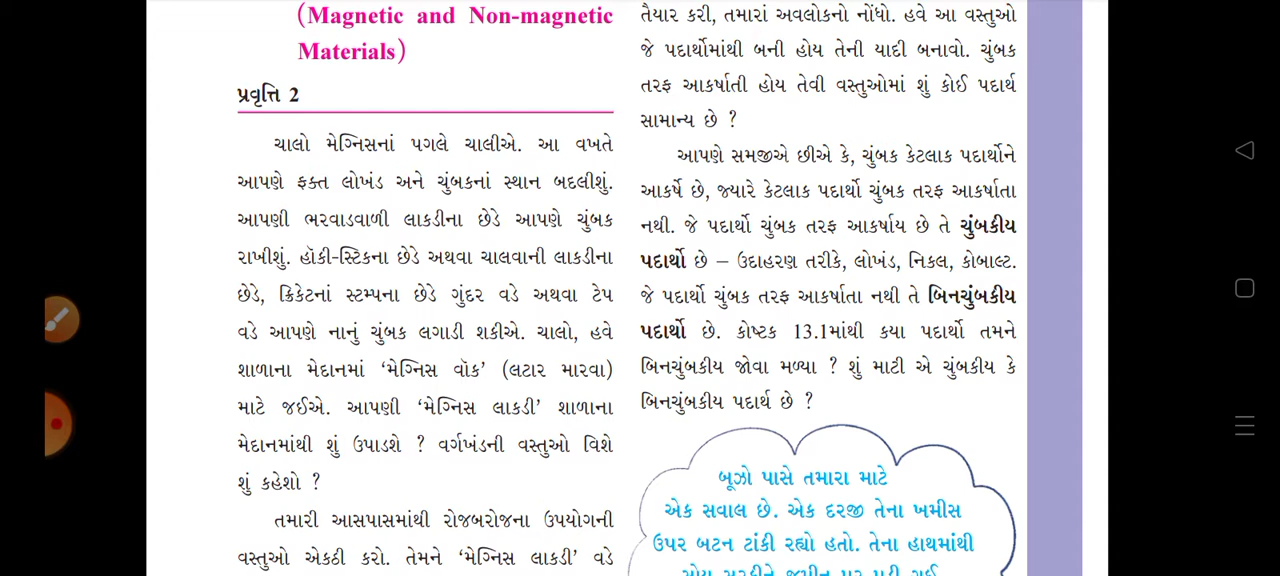 (Magnetic and Non-magnetic
Materials)
પ્રવૃત્તિ 2
ચાલો મેગ્નિસનાં પગલે ચાલીએ. આ વખતે
આપણે ફક્ત લોખંડ અને ચુંબકનાં સ્થાન બદલીશું.
આપણી ભરવાડવાળી લાકડીના છેડે આપણે ચુંબક
રાખીશું. હૉકી-સ્ટિકના છેડે અથવા ચાલવાની લાકડીના
છેડે, ક્રિકેટનાં સ્ટમ્પના છેડે ગુંદર વડે અથવા ટેપ
વડે આપણે નાનું ચુંબક લગાડી શકીએ. ચાલો, હવે
શાળાના મેદાનમાં ‘મેગ્નિસ વૉક’ (લટાર મારવા)
માટે જઈએ. આપણી ‘મેગ્નિસ લાકડી’ શાળાના
મેદાનમાંથી શું ઉપાડશે ? વર્ગખંડની વસ્તુઓ વિશે
શું કહેશો ?
તમારી આસપાસમાંથી રોજબરોજના ઉપયોગની
વસ્તુઓ એકઠી કરો. તેમને ‘મેગ્નિસ લાકડી’ વડે
તૈયાર કરી, તમારાં અવલોકનો નોંધો. હવે આ વસ્તુઓ
જે પદાર્થોમાંથી બની હોય તેની યાદી બનાવો. ચુંબક
તરફ આકર્ષાતી હોય તેવી વસ્તુઓમાં શું કોઈ પદાર્થ
સામાન્ય છે ?
આપણે સમજીએ છીએ કે, ચુંબક કેટલાક પદાર્થોને
આકર્ષે છે, જ્યારે કેટલાક પદાર્થો ચુંબક તરફ આકર્ષાતા
નથી. જે પદાર્થો ચુંબક તરફ આકર્ષાય છે તે ચુંબકીય
પદાર્થો છે – ઉદાહરણ તરીકે, લોખંડ, નિકલ, કોબાલ્ટ.
જે પદાર્થો ચુંબક તરફ આકર્ષાતા નથી તે બિનચુંબકીય
પદાર્થો છે. કોષ્ટક 13.1માંથી કયા પદાર્થો તમને
બિનચુંબકીય જોવા મળ્યા ? શું માટી એ ચુંબકીય કે
બિનચુંબકીય પદાર્થ છે ?
બૂઝો પાસે તમારા માટે
એક સવાલ છે. એક દરજી તેના ખમીસ
ઉપર બટન ટાંકી રહ્યો હતો. તેના હાથમાંથી